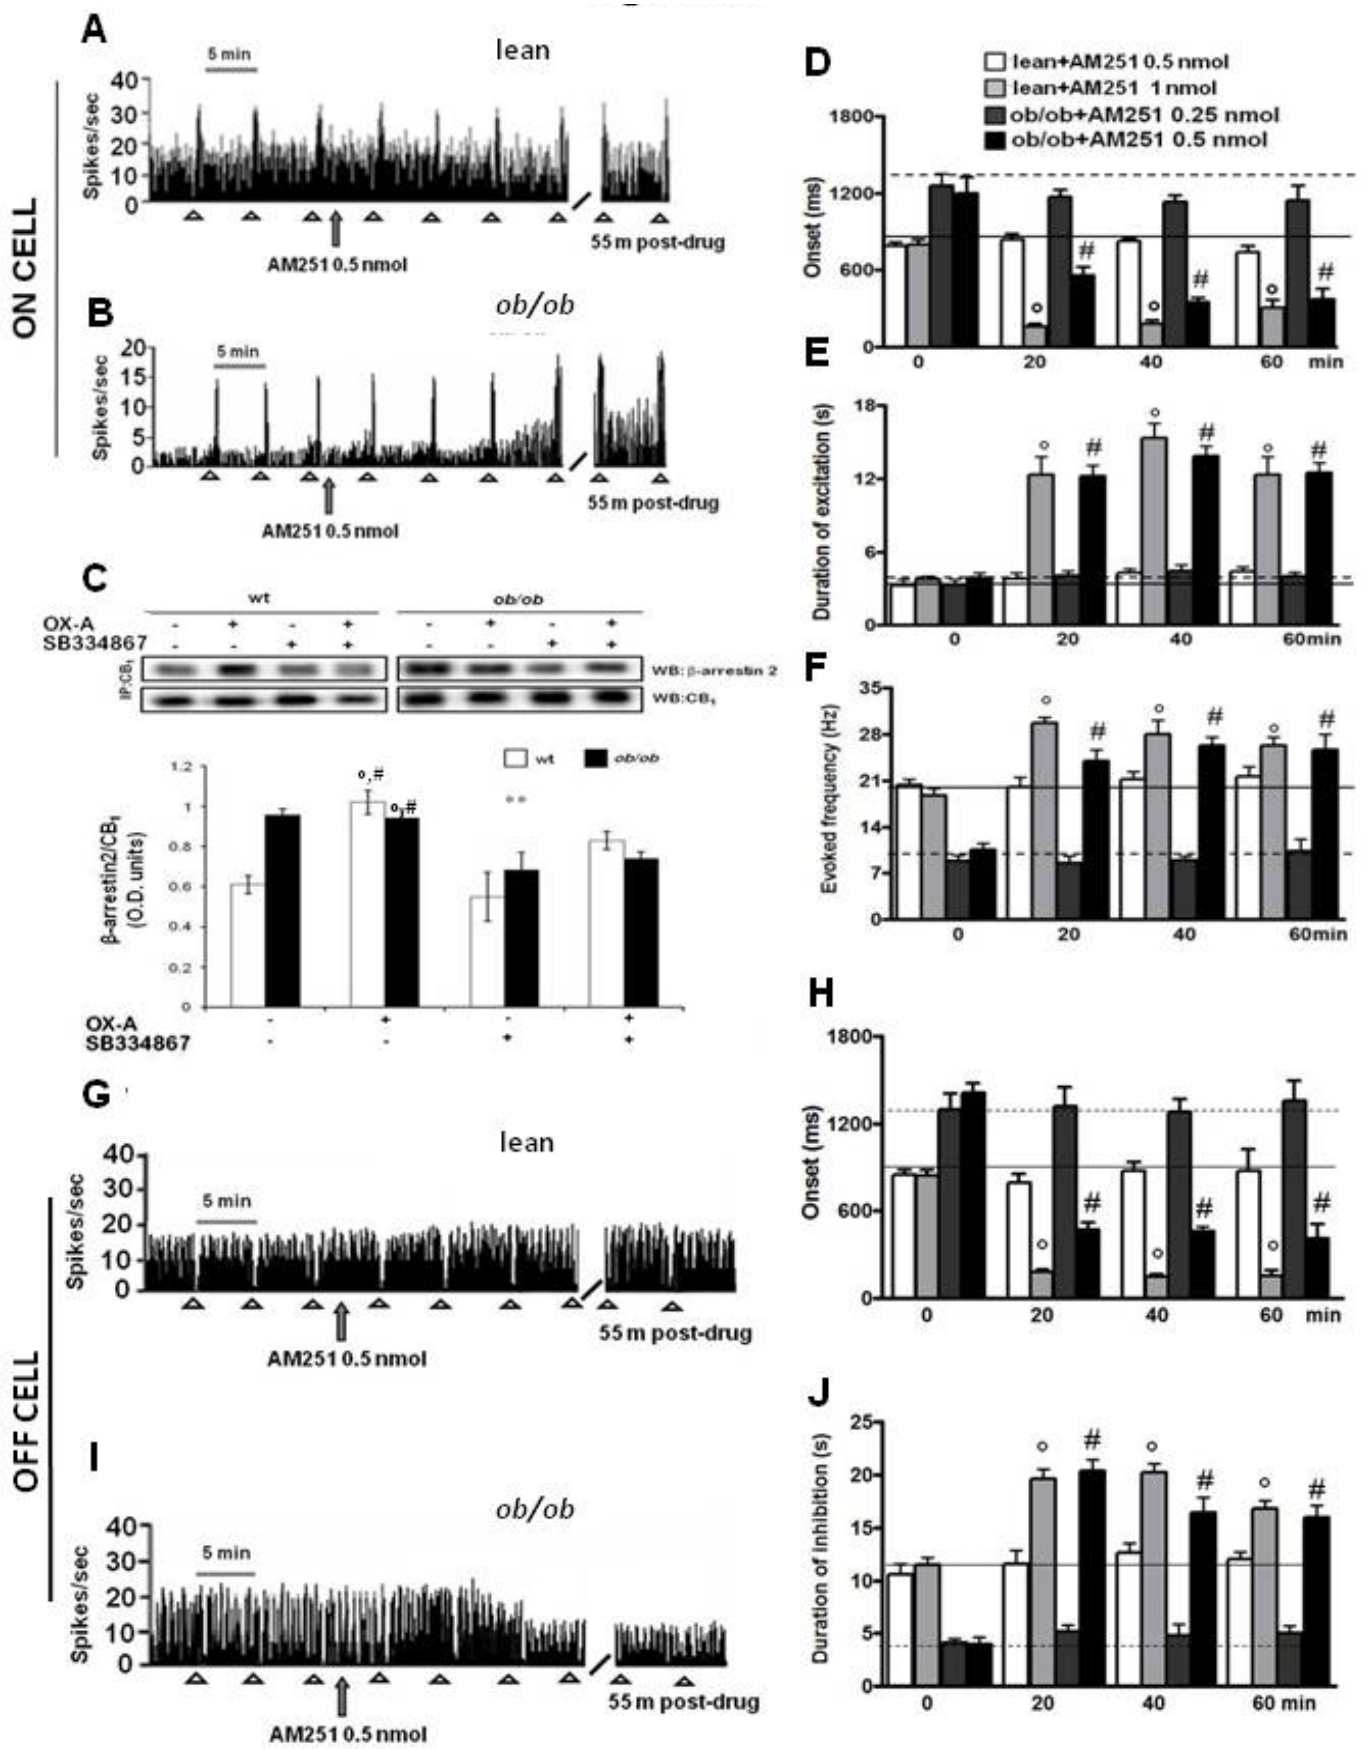 A
lean
5 min
Spikes/sec
40
30
20
10
0
55 m post-drug
AM251 0.5 nmol
ON CELL
B
ob/ob
5 min
Spikes/sec
20
15
10
5
0
55 m post-drug
AM251 0.5 nmol
C
wt
ob/ob
OX-A - + - + - + - +
SB334867 - - + + - - + +
IP:CB₁
WB: β-arrestin 2
WB:CB₁
wt
ob/ob
β-arrestin2/CB₁
(O.D. units)
1.2
1
0.8
0.6
0.4
0.2
0
°,#
°,#
°°
OX-A - + - +
SB334867 - - + +
G
lean
5 min
Spikes/sec
40
30
20
10
0
55 m post-drug
AM251 0.5 nmol
OFF CELL
I
ob/ob
5 min
Spikes/sec
40
30
20
10
0
55 m post-drug
AM251 0.5 nmol
D
lean+AM251 0.5 nmol
lean+AM251 1 nmol
ob/ob+AM251 0.25 nmol
ob/ob+AM251 0.5 nmol
Onset (ms)
1800
1200
600
0
° # ° # ° #
0 20 40 60 min
E
Duration of excitation (s)
18
12
6
0
° # ° # ° #
0 20 40 60min
F
Evoked frequency (Hz)
35
28
21
14
7
0
° # ° # ° #
0 20 40 60min
H
Onset (ms)
1800
1200
600
0
° # ° # ° #
0 20 40 60 min
J
Duration of inhibition (s)
25
20
15
10
5
0
° # ° # ° #
0 20 40 60 min